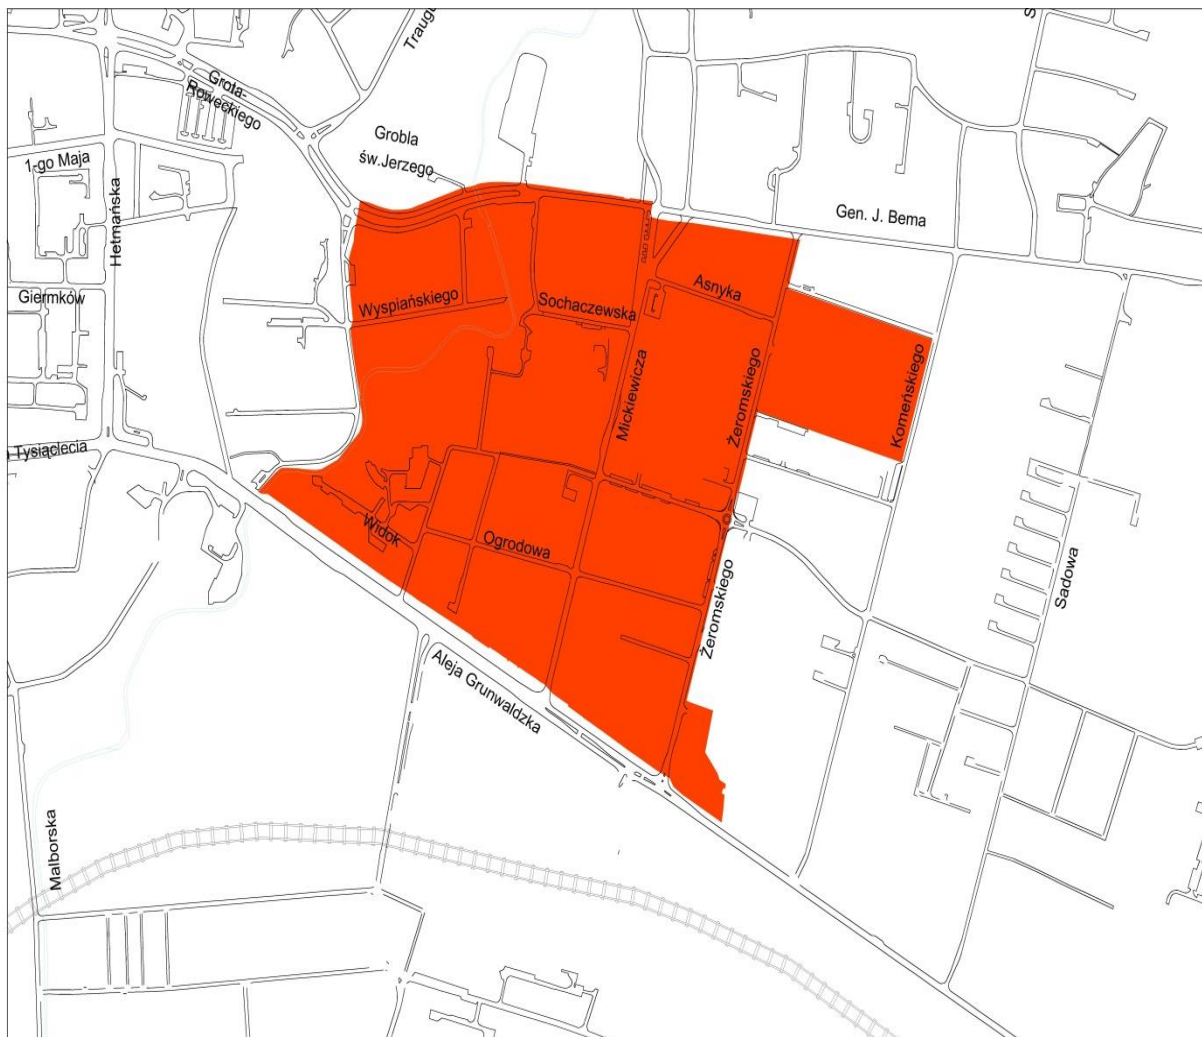 Traugu
S
Grota-
Roweckiego
Grobla
św.Jerzego
1-go Maja
Hetmańska
Gen. J. Bema
Giermków
Wyspiańskiego
Sochaczewska
Asnyka
Mickiewicza
Żeromskiego
Komeńskiego
a Tysiąclecia
Widok
Ogrodowa
Żeromskiego
Sadowa
Aleja Grunwaldzka
Malborska